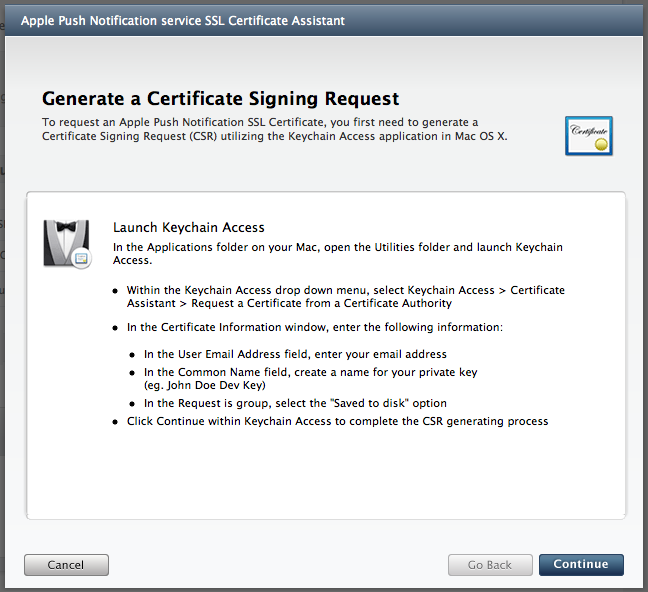 Apple Push Notification service SSL Certificate Assistant
Generate a Certificate Signing Request
To request an Apple Push Notification SSL Certificate, you first need to generate a
Certificate Signing Request (CSR) utilizing the Keychain Access application in Mac OS X.
Certificate
Launch Keychain Access
In the Applications folder on your Mac, open the Utilities folder and launch Keychain
Access.
• Within the Keychain Access drop down menu, select Keychain Access > Certificate
Assistant > Request a Certificate from a Certificate Authority
• In the Certificate Information window, enter the following information:
• In the User Email Address field, enter your email address
• In the Common Name field, create a name for your private key
(eg. John Doe Dev Key)
• In the Request is group, select the "Saved to disk" option
• Click Continue within Keychain Access to complete the CSR generating process
Cancel
Go Back
Continue